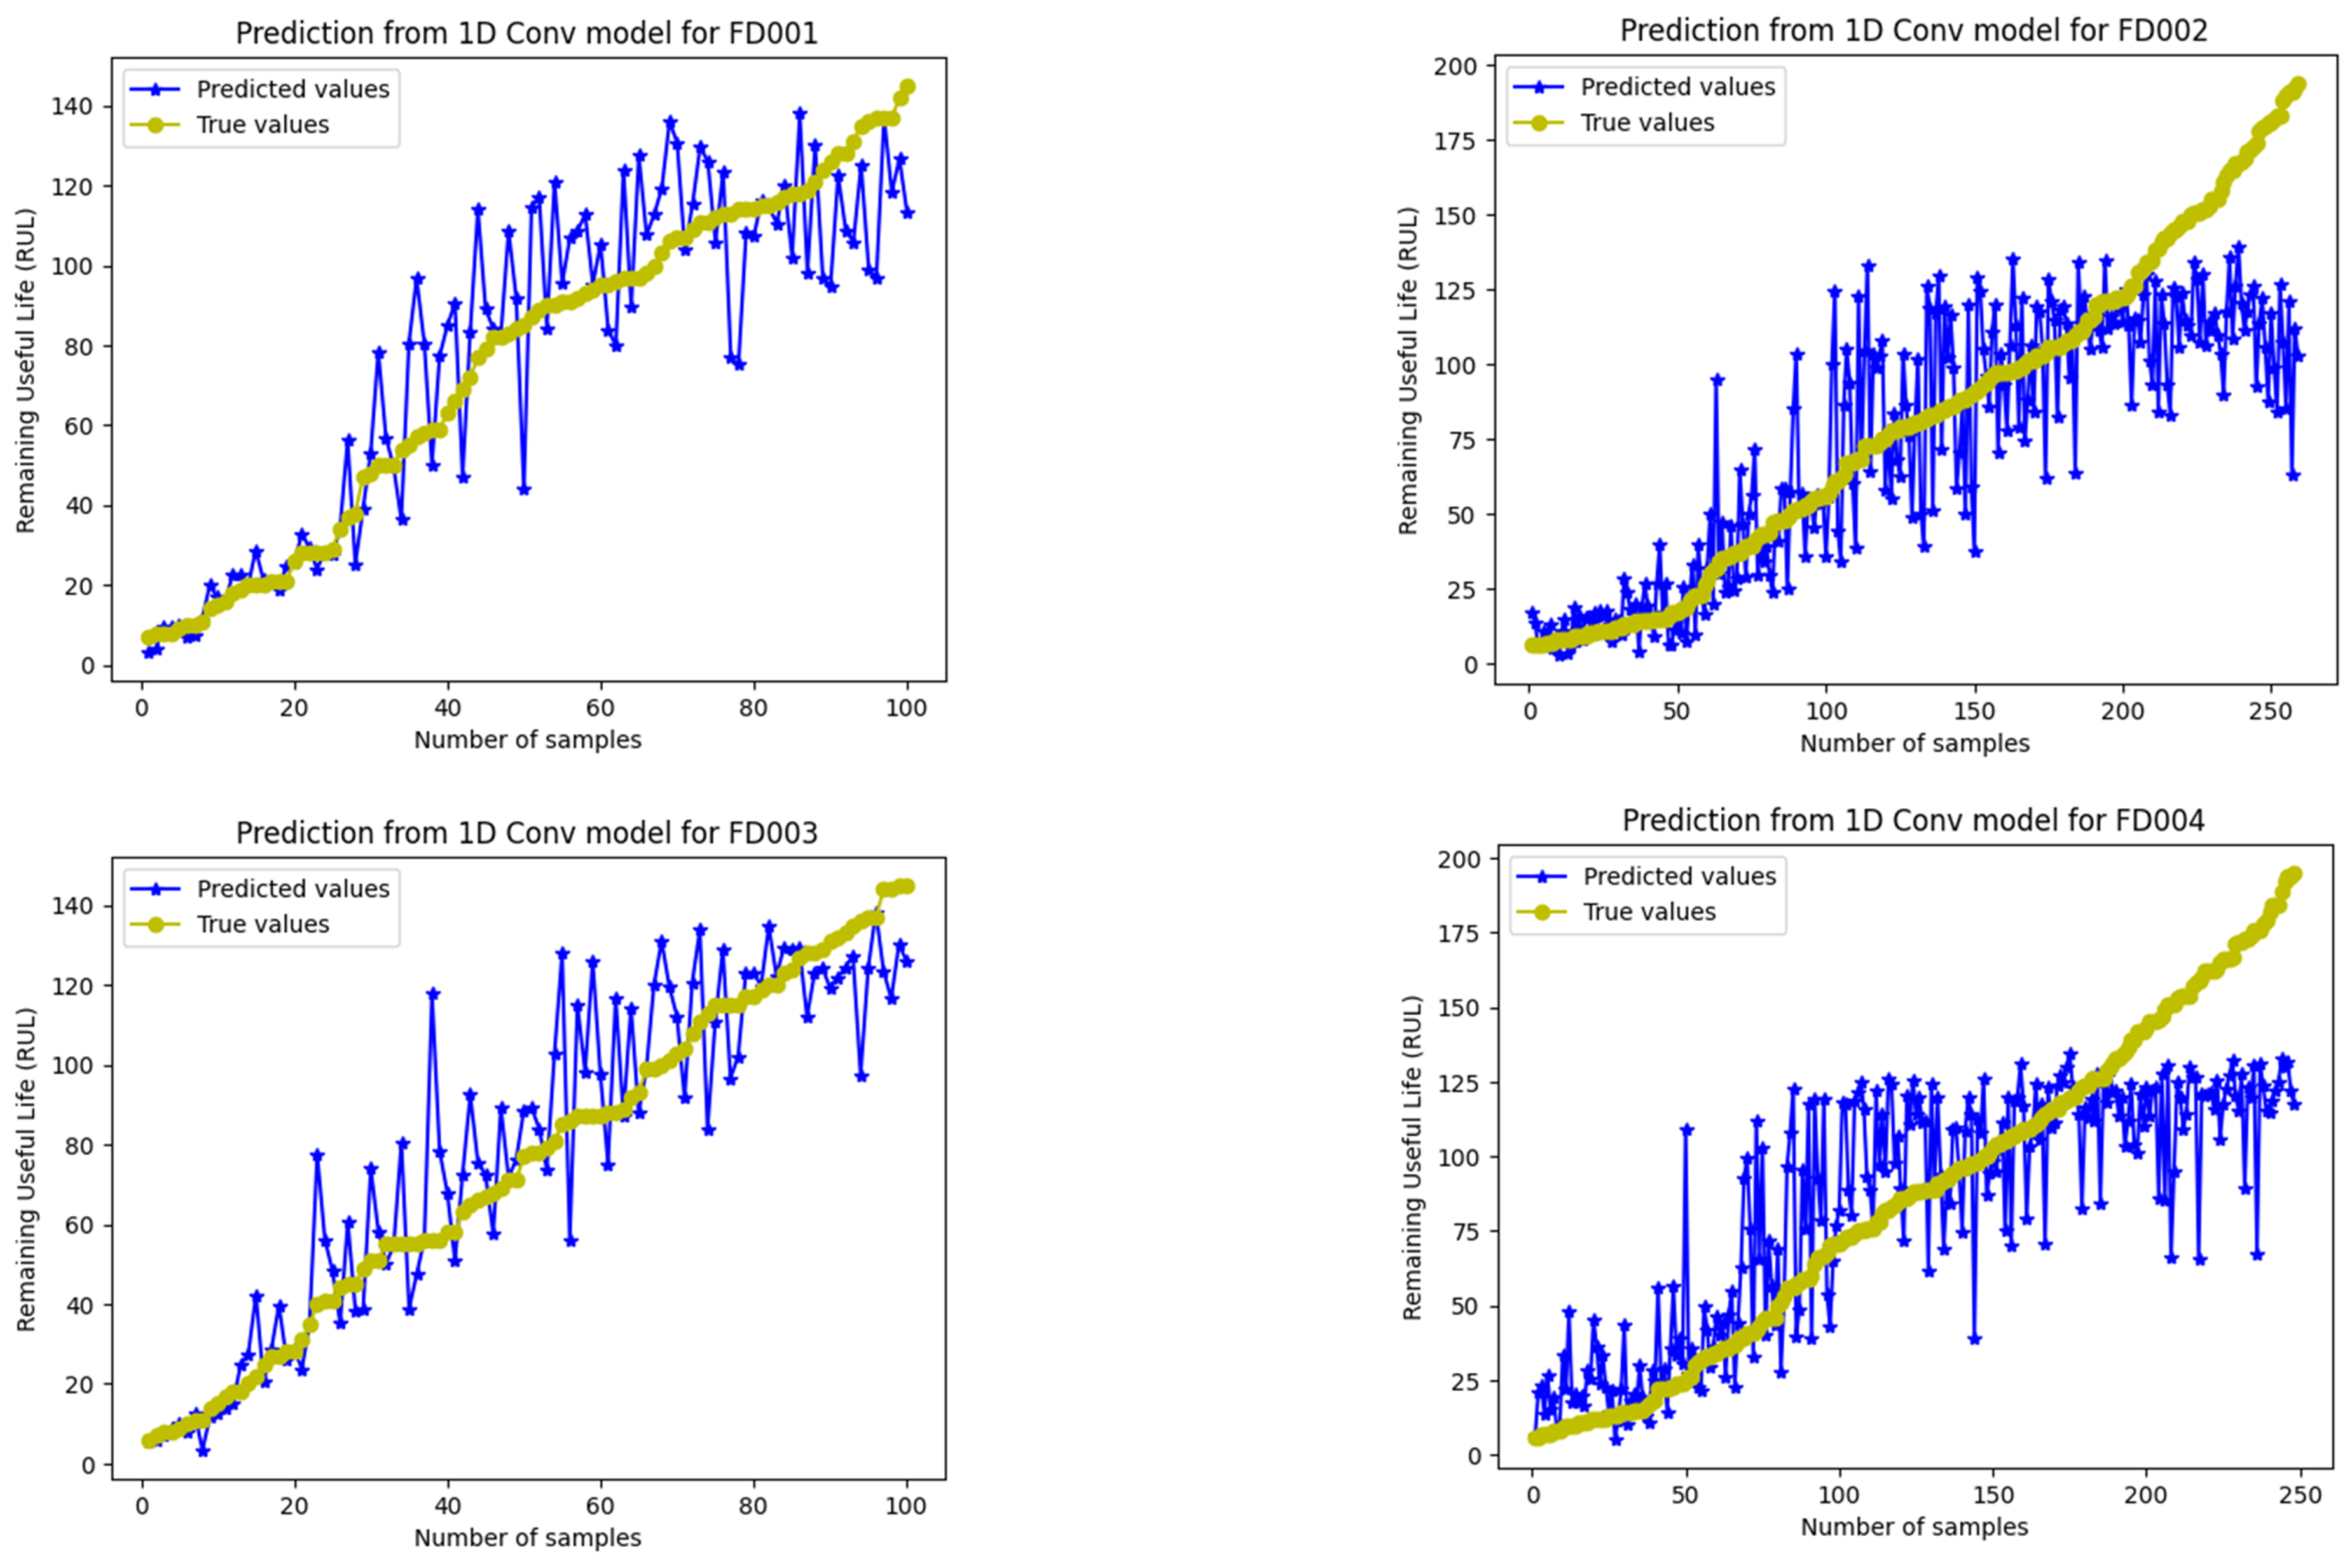 Prediction from 1D Conv model for FD001
Predicted values
True values
Remaining Useful Life (RUL)
140
120
100
80
60
40
20
0
0 20 40 60 80 100
Number of samples
Prediction from 1D Conv model for FD002
Predicted values
True values
Remaining Useful Life (RUL)
200
175
150
125
100
75
50
25
0
0 50 100 150 200 250
Number of samples
Prediction from 1D Conv model for FD003
Predicted values
True values
Remaining Useful Life (RUL)
140
120
100
80
60
40
20
0
0 20 40 60 80 100
Number of samples
Prediction from 1D Conv model for FD004
Predicted values
True values
Remaining Useful Life (RUL)
200
175
150
125
100
75
50
25
0
0 50 100 150 200 250
Number of samples